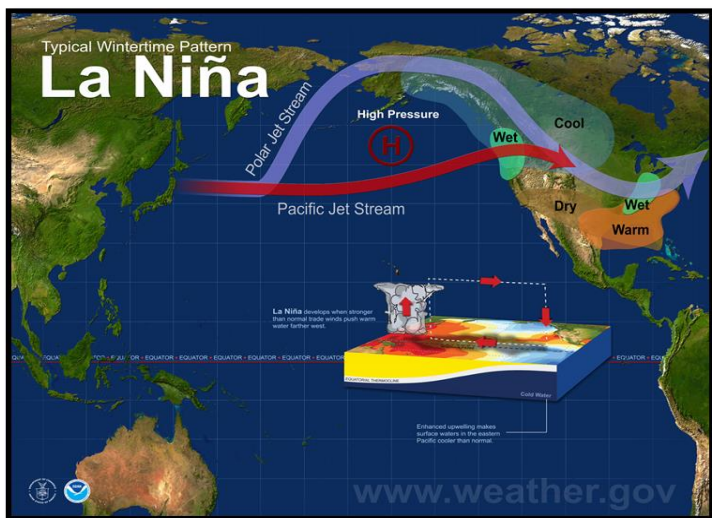 Typical Wintertime Pattern
La Niña
Polar Jet Stream
High Pressure
H
Pacific Jet Stream
Wet
Cool
Dry
Wet
Warm
La Niña develops when stronger
than normal trade winds push warm
water farther west.
EQUATOR • EQUATOR • EQUATOR • EQUATOR • EQUATOR • EQUATOR • EQUATOR • EQUATOR
EQUATOR • EQUATOR
EQUATORIAL THERMOCLINE
Cold Water
Enhanced upwelling makes
surface waters in the eastern
Pacific cooler than normal.
NOAA
www.weather.gov